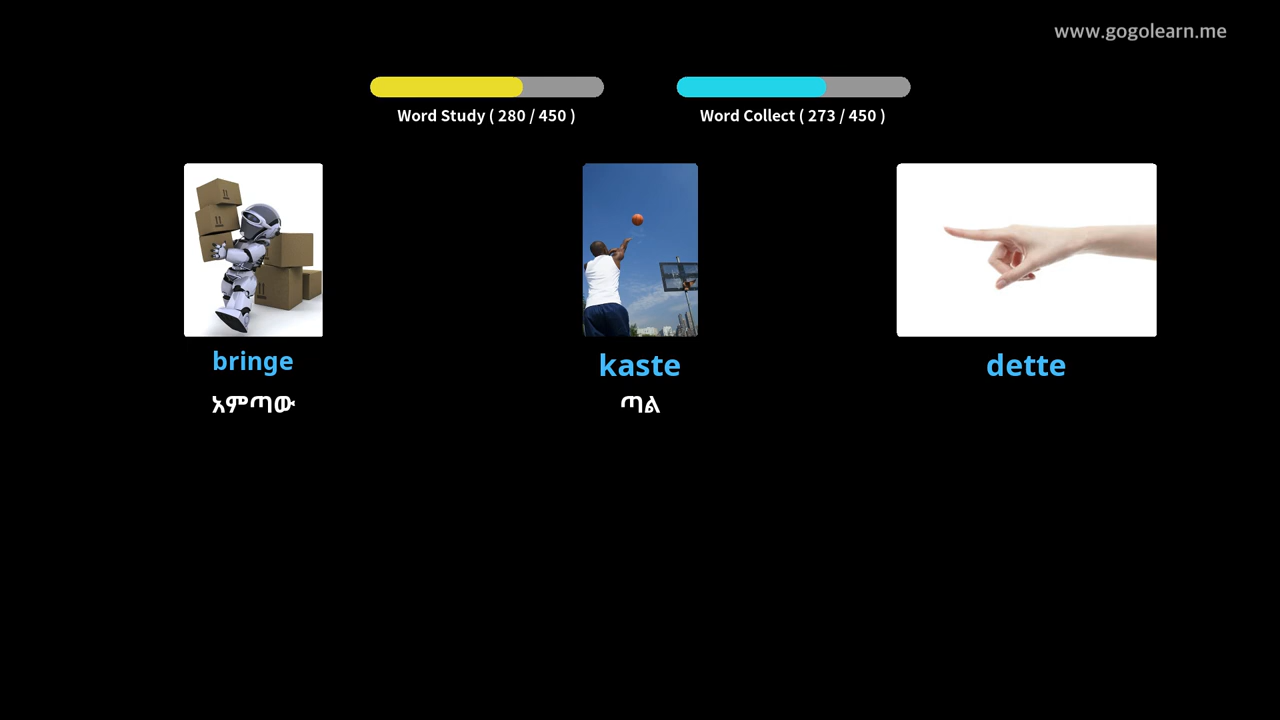 www.gogolearn.me
Word Study ( 280 / 450 )
Word Collect ( 273 / 450 )
bringe
kaste
dette
አምጣው
ጣል